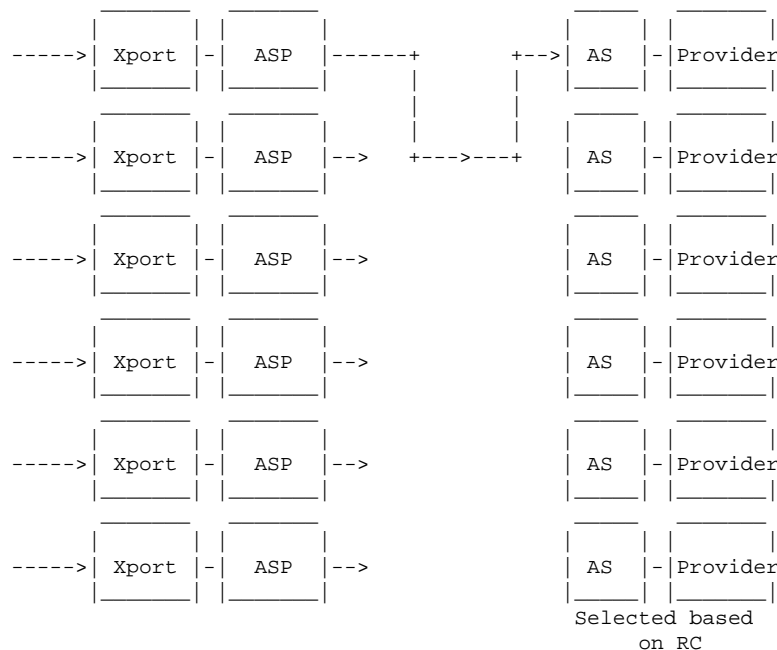 Xport ASP AS Provider
Xport ASP AS Provider
Xport ASP AS Provider
Xport ASP AS Provider
Xport ASP AS Provider
Xport ASP AS Provider
Selected based
on RC